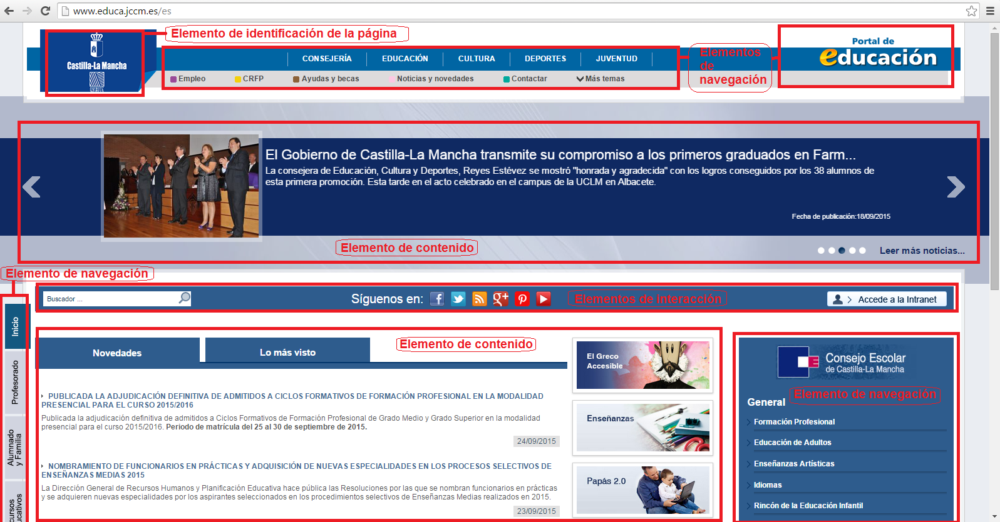 www.educa.jccm.es/es
Elemento de identificación de la página
Castilla-La Mancha
CONSEJERÍA EDUCACIÓN CULTURA DEPORTES JUVENTUD
Empleo CRFP Ayudas y becas Noticias y novedades Contactar Más temas
Elementos
de
navegación
Portal de
educación
El Gobierno de Castilla-La Mancha transmite su compromiso a los primeros graduados en Farm...
La consejera de Educación, Cultura y Deportes, Reyes Estévez se mostró "honrada y agradecida" con los logros conseguidos por los 38 alumnos de
esta primera promoción. Esta tarde en el acto celebrado en el campus de la UCLM en Albacete.
Fecha de publicación:18/09/2015
Elemento de contenido
Leer más noticias...
Elemento de navegación
Buscador ...
Síguenos en:
Elementos de Interacción
Accede a la Intranet
Inicio
Profesorado
Alumnado
y Familia
Novedades
Lo más visto
Elemento de contenido
PUBLICADA LA ADJUDICACIÓN DEFINITIVA DE ADMITIDOS A CICLOS FORMATIVOS DE FORMACIÓN PROFESIONAL EN LA MODALIDAD
PRESENCIAL PARA EL CURSO 2015/2016
Publicada la adjudicación definitiva de admitidos a Ciclos Formativos de Formación Profesional de Grado Medio y Grado Superior en la modalidad
presencial para el curso 2015/2016. Periodo de matrícula del 25 al 30 de septiembre de 2015.
24/09/2015
NOMBRAMIENTO DE FUNCIONARIOS EN PRÁCTICAS Y ADQUISICIÓN DE NUEVAS ESPECIALIDADES EN LOS PROCESOS SELECTIVOS DE
ENSEÑANZAS MEDIAS 2015
La Dirección General de Recursos Humanos y Planificación Educativa hace pública las Resoluciones por las que se nombran funcionarios en prácticas
y se adquieren nuevas especialidades por los aspirantes seleccionados en los procedimientos selectivos de Enseñanzas Medias realizados en 2015.
23/09/2015
El Greco
Accesible
Enseñanzas
Papás 2.0
Consejo Escolar
de Castilla-La Mancha
Elemento de navegación
General
Formación Profesional
Educación de Adultos
Enseñanzas Artísticas
Idiomas
Rincón de la Educación Infantil